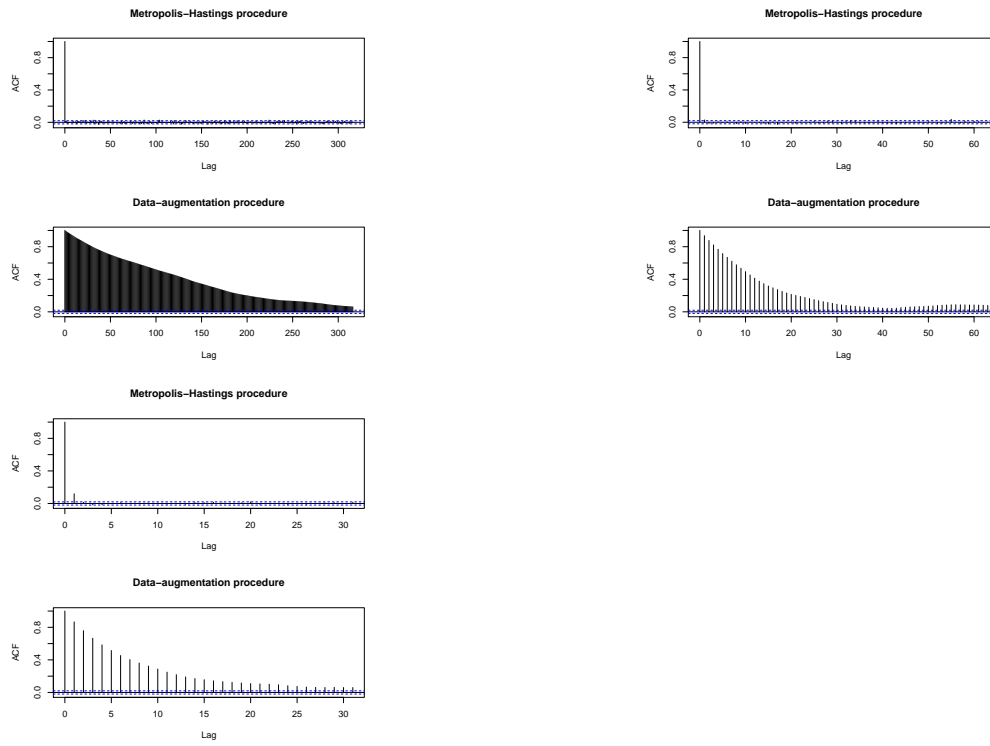 Metropolis−Hastings procedure
ACF
0.0 0.4 0.8
0 50 100 150 200 250 300
Lag
Data−augmentation procedure
ACF
0.0 0.4 0.8
0 50 100 150 200 250 300
Lag
Metropolis−Hastings procedure
ACF
0.0 0.4 0.8
0 10 20 30 40 50 60
Lag
Data−augmentation procedure
ACF
0.0 0.4 0.8
0 10 20 30 40 50 60
Lag
Metropolis−Hastings procedure
ACF
0.0 0.4 0.8
0 5 10 15 20 25 30
Lag
Data−augmentation procedure
ACF
0.0 0.4 0.8
0 5 10 15 20 25 30
Lag